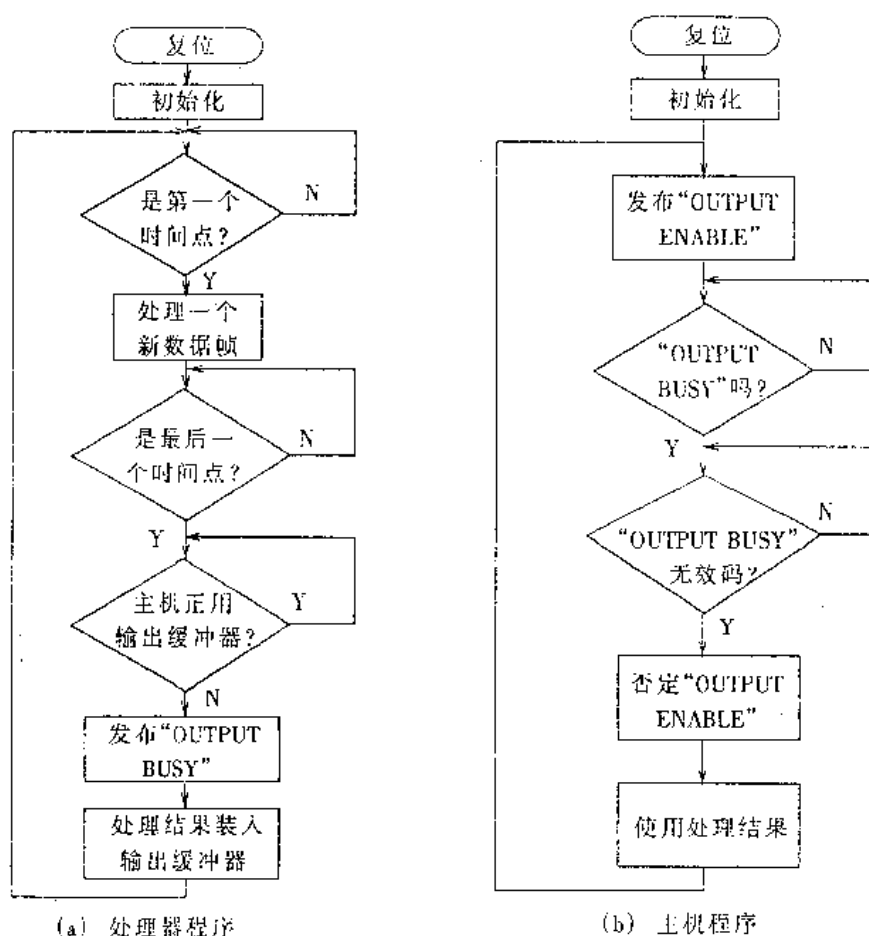 复位
初始化
是第一个
时间点?
N
Y
处理一个
新数据帧
是最后一
个时间点?
N
Y
主机正用
输出缓冲器?
Y
N
发布“OUTPUT
BUSY”
处理结果装入
输出缓冲器
(a) 处理器程序
复位
初始化
发布“OUTPUT
ENABLE”
“OUTPUT
BUSY”吗?
N
Y
“OUTPUT BUSY”
无效码?
N
Y
否定“OUTPUT
ENABLE”
使用处理结果
(b) 主机程序